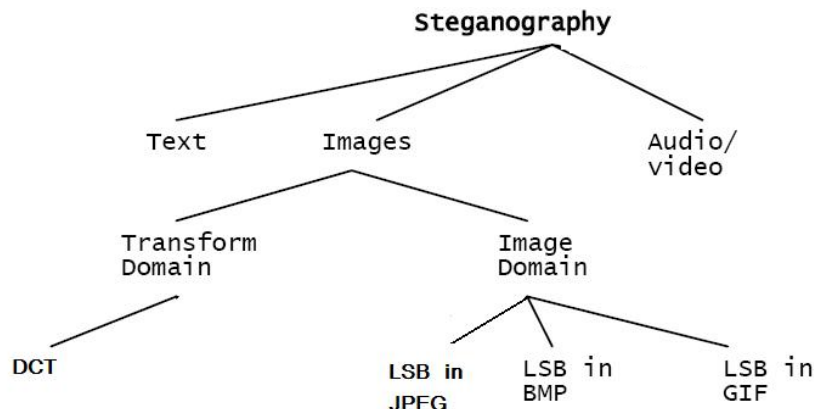 Steganography
Text
Images
Audio/
video
Transform
Domain
Image
Domain
DCT
LSB in
JPEG
LSB in
BMP
LSB in
GIF